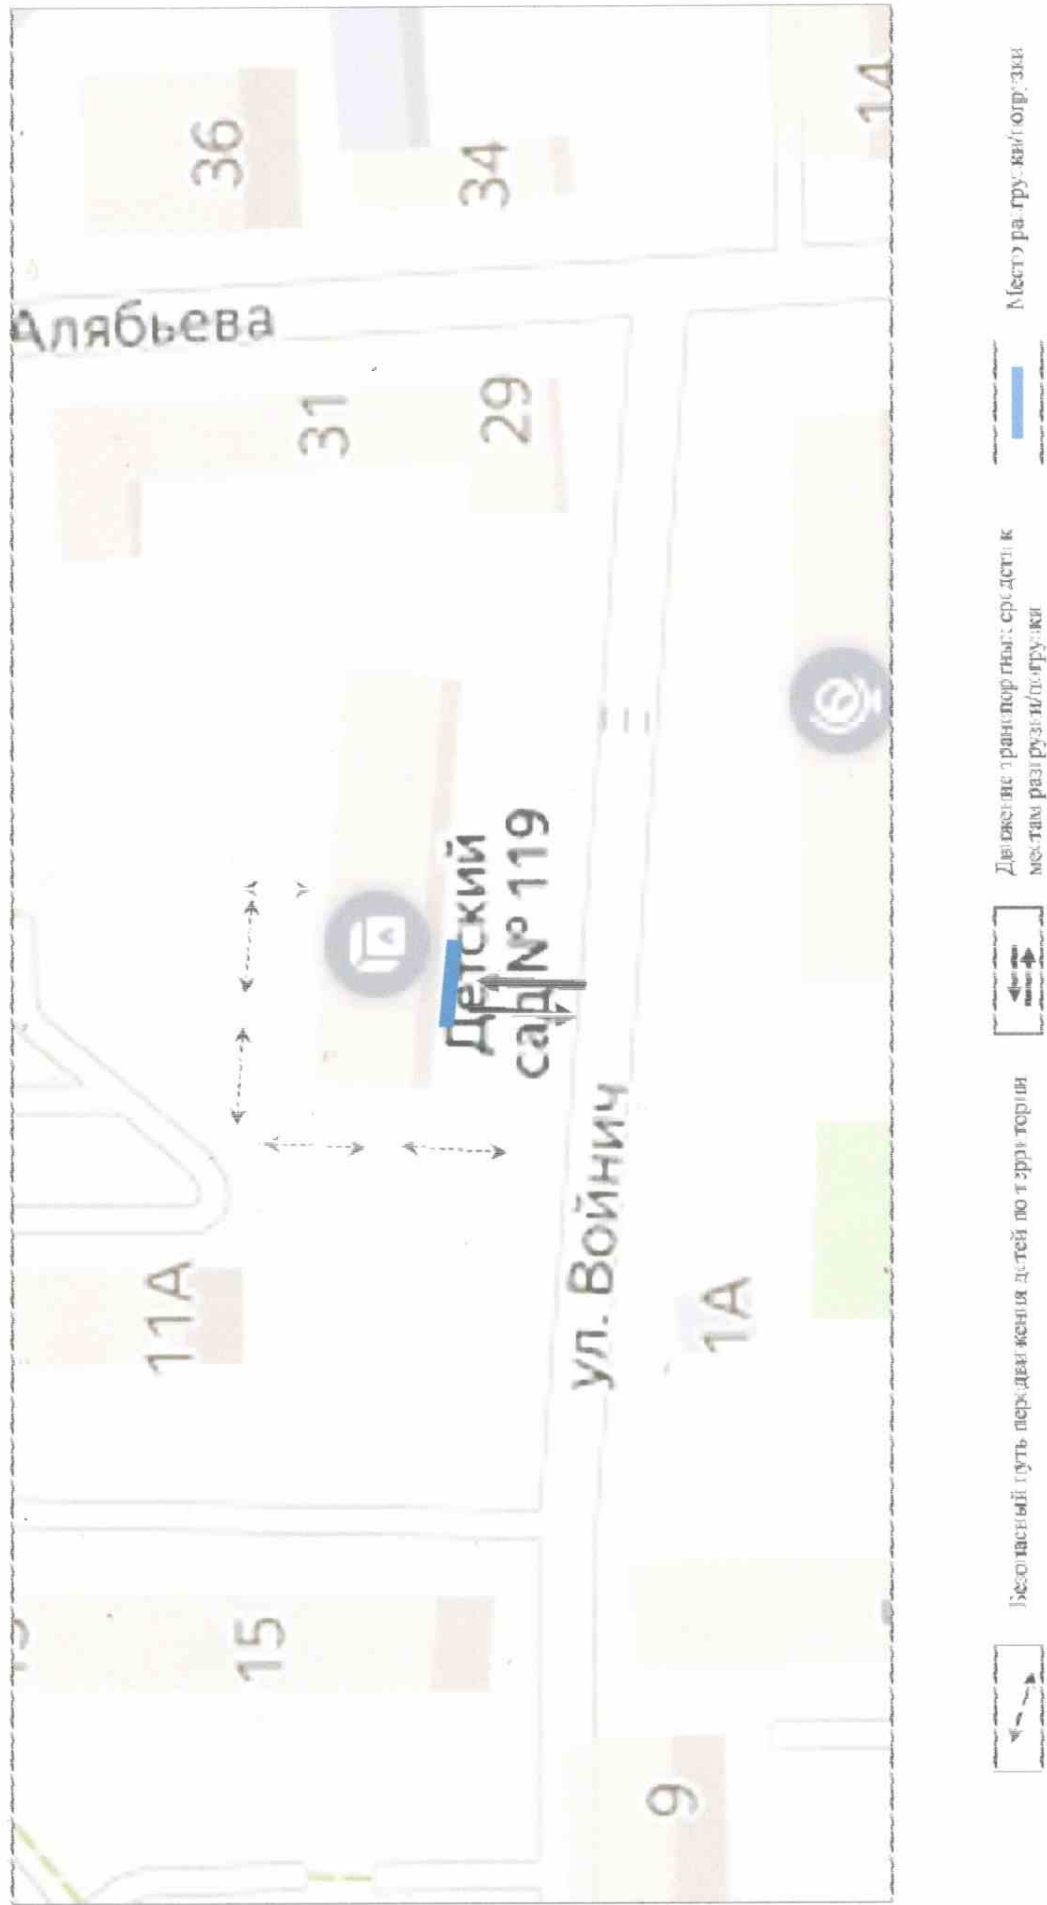 Алябьева
36
34
31
29
1А
Детский
сад № 119
ул. Войнич
11А
1А
15
9
Безопасный путь передвижения детей по территории
Движение транспортных средств к
местам разгрузки/погрузки
Место разгрузки/погрузки